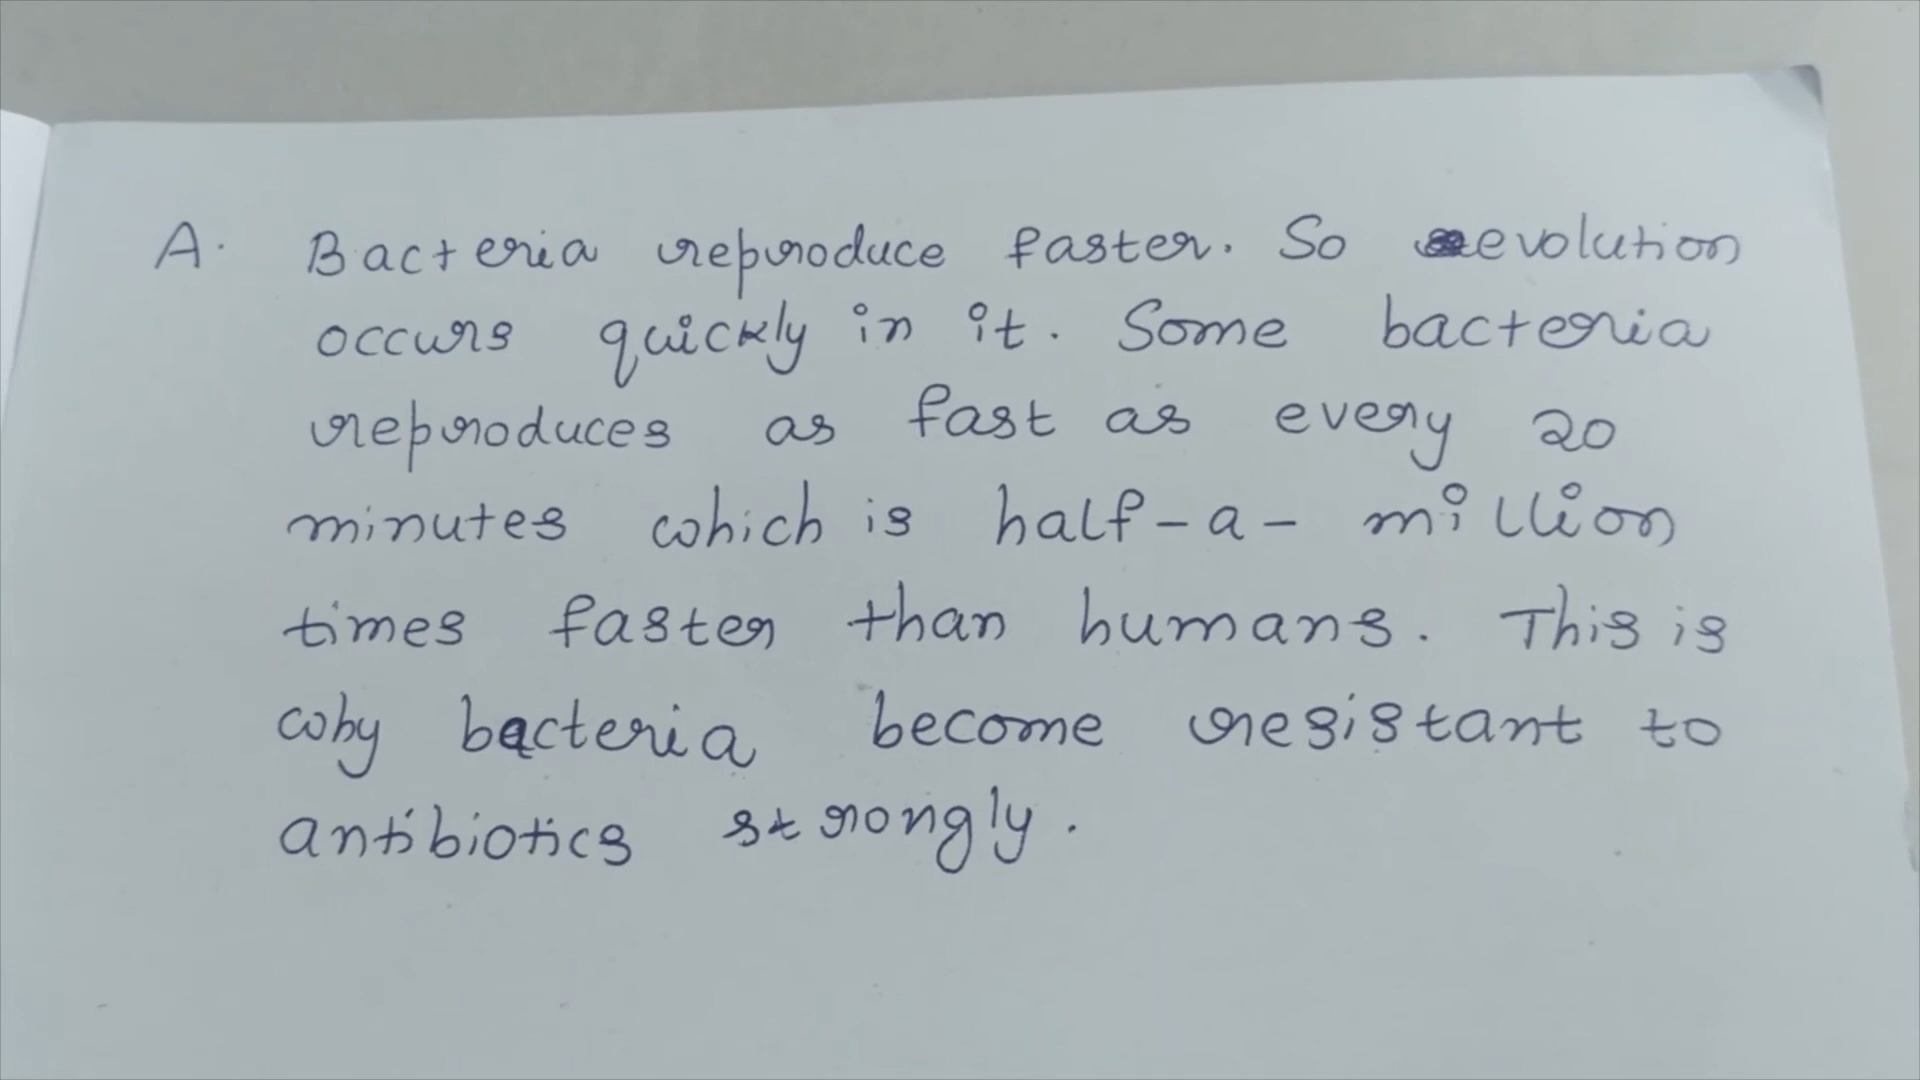 A. Bacteria reproduce faster. So evolution
occurs quickly in it. Some bacteria
reproduces as fast as every 20
minutes which is half-a-million
times faster than humans. This is
why bacteria become resistant to
antibiotics strongly.